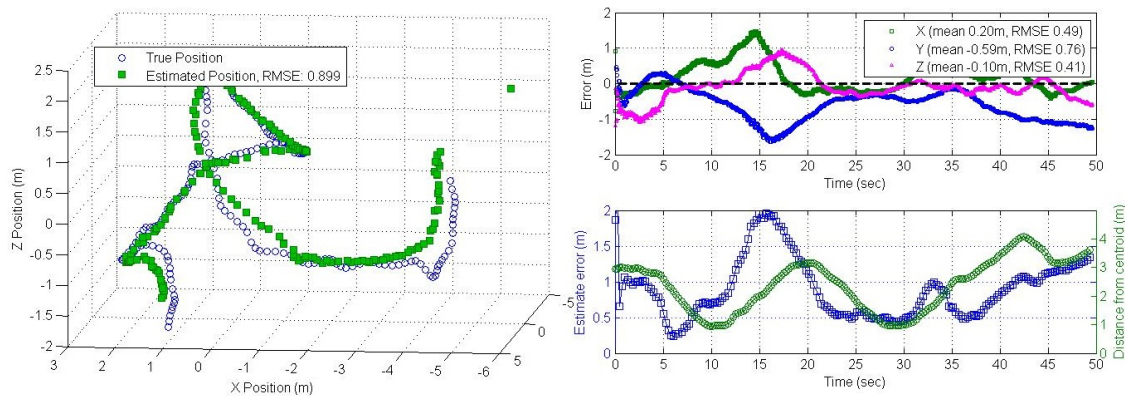 True Position
Estimated Position, RMSE: 0.899
2.5
2
1.5
1
0.5
0
-0.5
-1
-1.5
-2
Z Position (m)
3 2 1 0 -1 -2 -3 -4 -5 -6
X Position (m)
-5
0
5
X (mean 0.20m, RMSE 0.49)
Y (mean -0.59m, RMSE 0.76)
Z (mean -0.10m, RMSE 0.41)
2
1
0
-1
-2
Error (m)
0 5 10 15 20 25 30 35 40 45 50
Time (sec)
2
1.5
1
0.5
0
Estimate error (m)
4
3
2
1
0
Distance from centroid (m)
0 5 10 15 20 25 30 35 40 45 50
Time (sec)